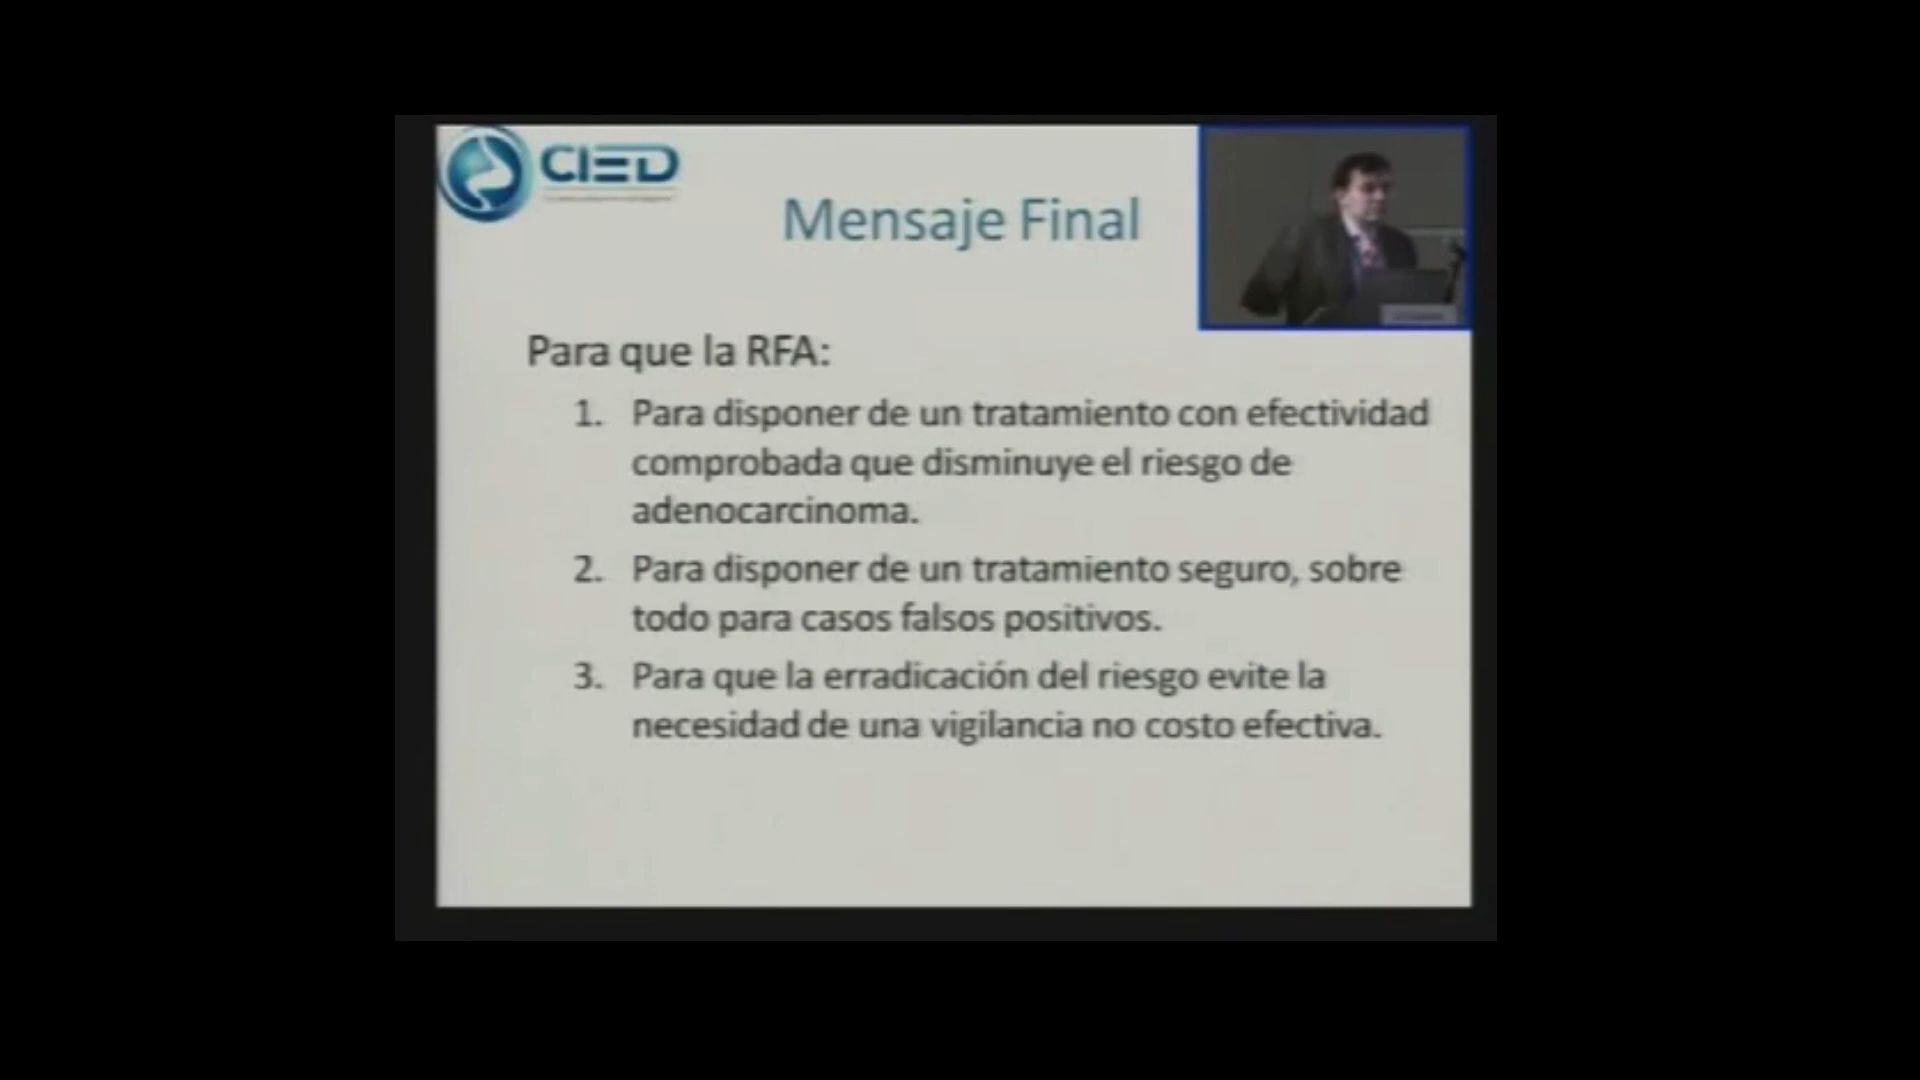 CIED
Mensaje Final
Para que la RFA:
1. Para disponer de un tratamiento con efectividad
comprobada que disminuye el riesgo de
adenocarcinoma.
2. Para disponer de un tratamiento seguro, sobre
todo para casos falsos positivos.
3. Para que la erradicación del riesgo evite la
necesidad de una vigilancia no costo efectiva.